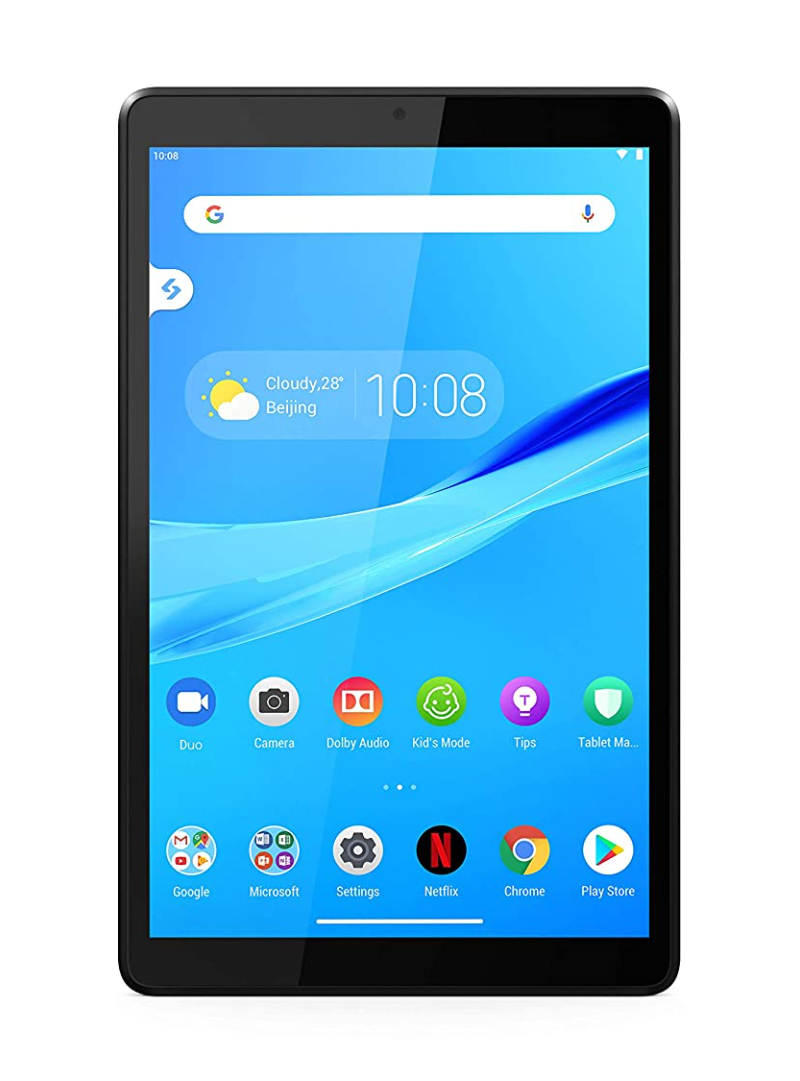 10:08
Cloudy,28°
Beijing
10:08
Duo
Camera
Dolby Audio
Kid's Mode
Tips
Tablet Ma...
Google
Microsoft
Settings
Netflix
Chrome
Play Store